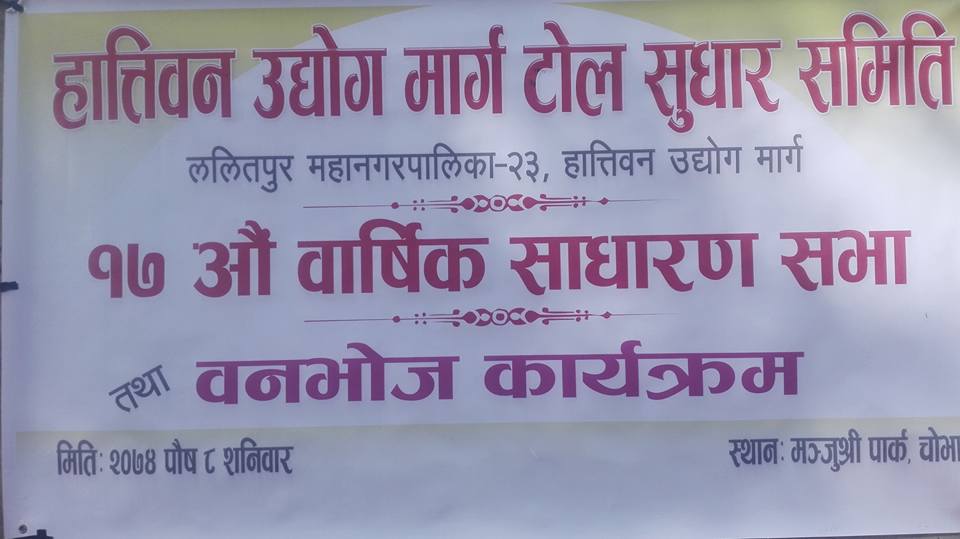 हात्तिवन उद्योग मार्ग टोल सुधार समिति
ललितपुर महानगरपालिका-२३, हात्तिवन उद्योग मार्ग
१७ औं वार्षिक साधारण सभा
तथा वनभोज कार्यक्रम
मिति: २०७४ पौष ८ शनिवार
स्थान: मञ्जुश्री पार्क,